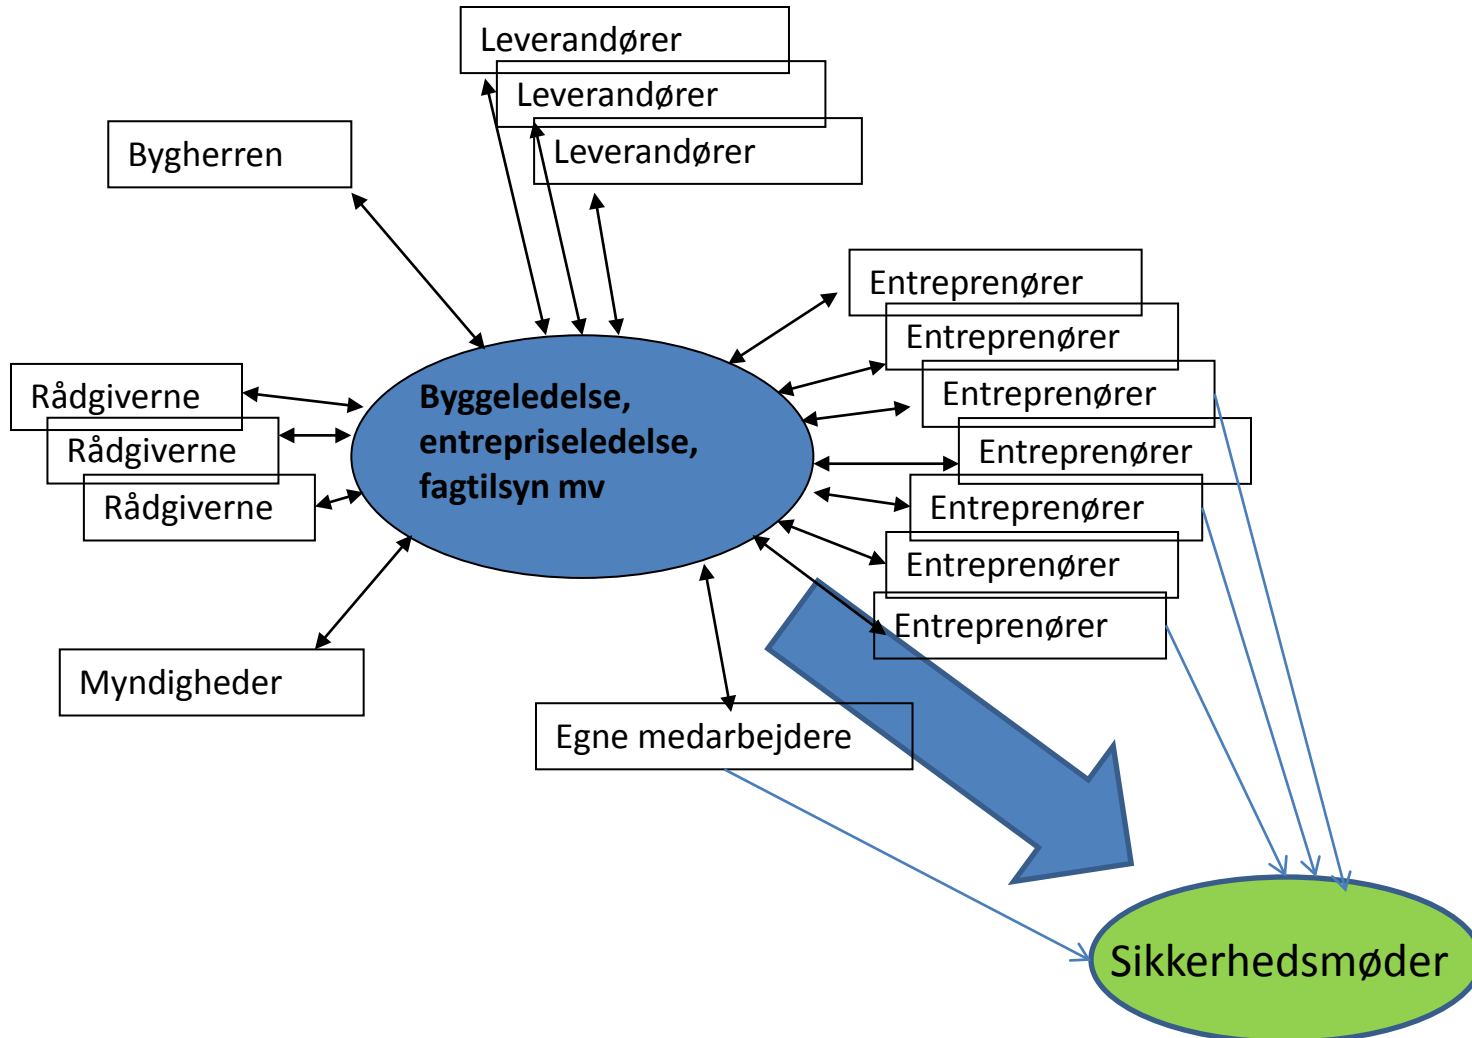 Leverandører
Leverandører
Leverandører
Bygherren
Entreprenører
Entreprenører
Entreprenører
Entreprenører
Entreprenører
Entreprenører
Entreprenører
Rådgiverne
Rådgiverne
Rådgiverne
Byggeledelse,
entrepriseledelse,
fagtilsyn mv
Myndigheder
Egne medarbejdere
Sikkerhedsmøder